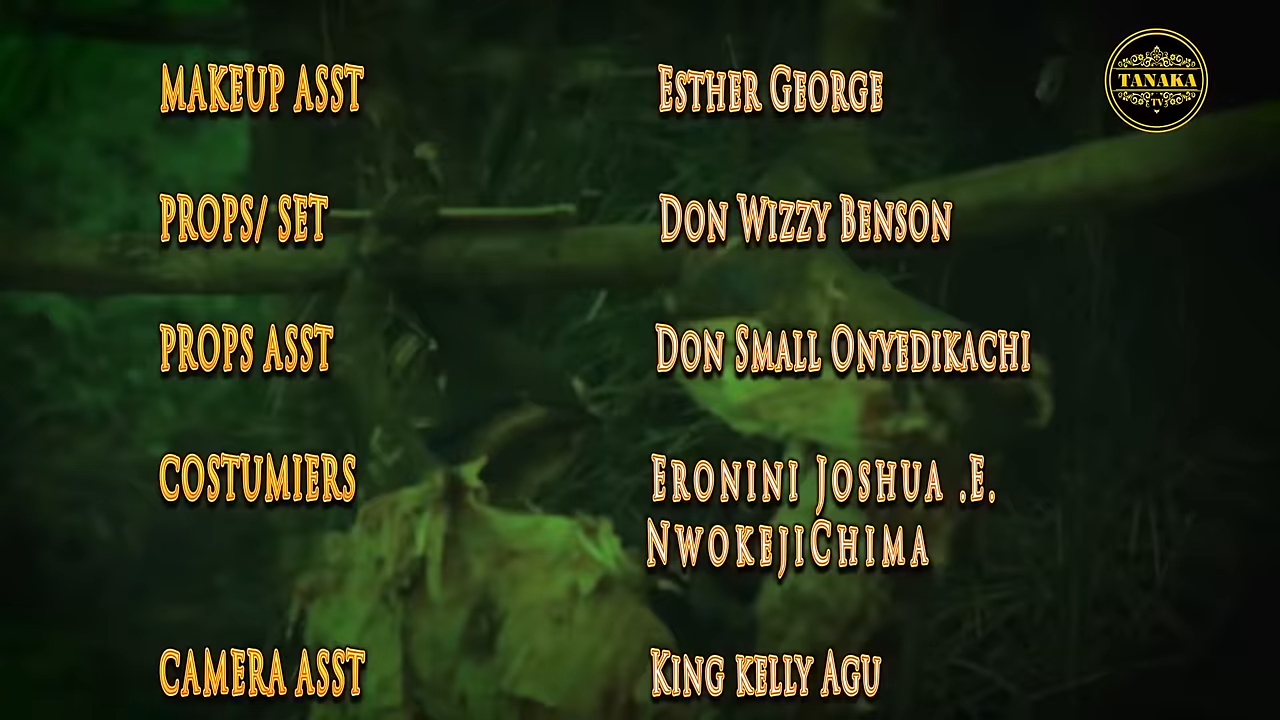 MAKEUP ASST ESTHER GEORGE
TANAKA
TV
PROPS/ SET DON WIZZY BENSON
PROPS ASST DON SMALL ONYEDIKACHI
COSTUMIERS ERONINI JOSHUA .E.
NWOKEJICHIMA
CAMERA ASST KING KELLY AGU